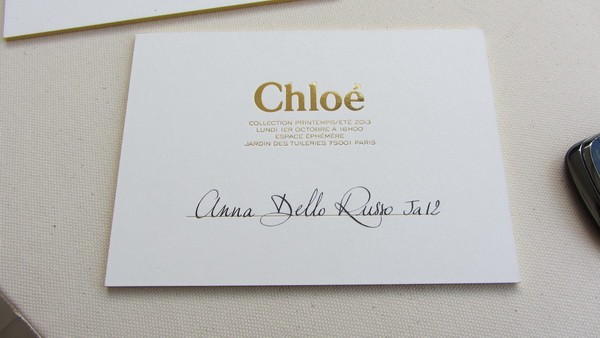 Chloé
COLLECTION PRINTEMPS/ÉTÉ 2013
LUNDI 1ER OCTOBRE A 16H00
ESPACE ÉPHÉMÈRE
JARDIN DES TUILERIES 75001 PARIS
Anna Dello Russo Ja12